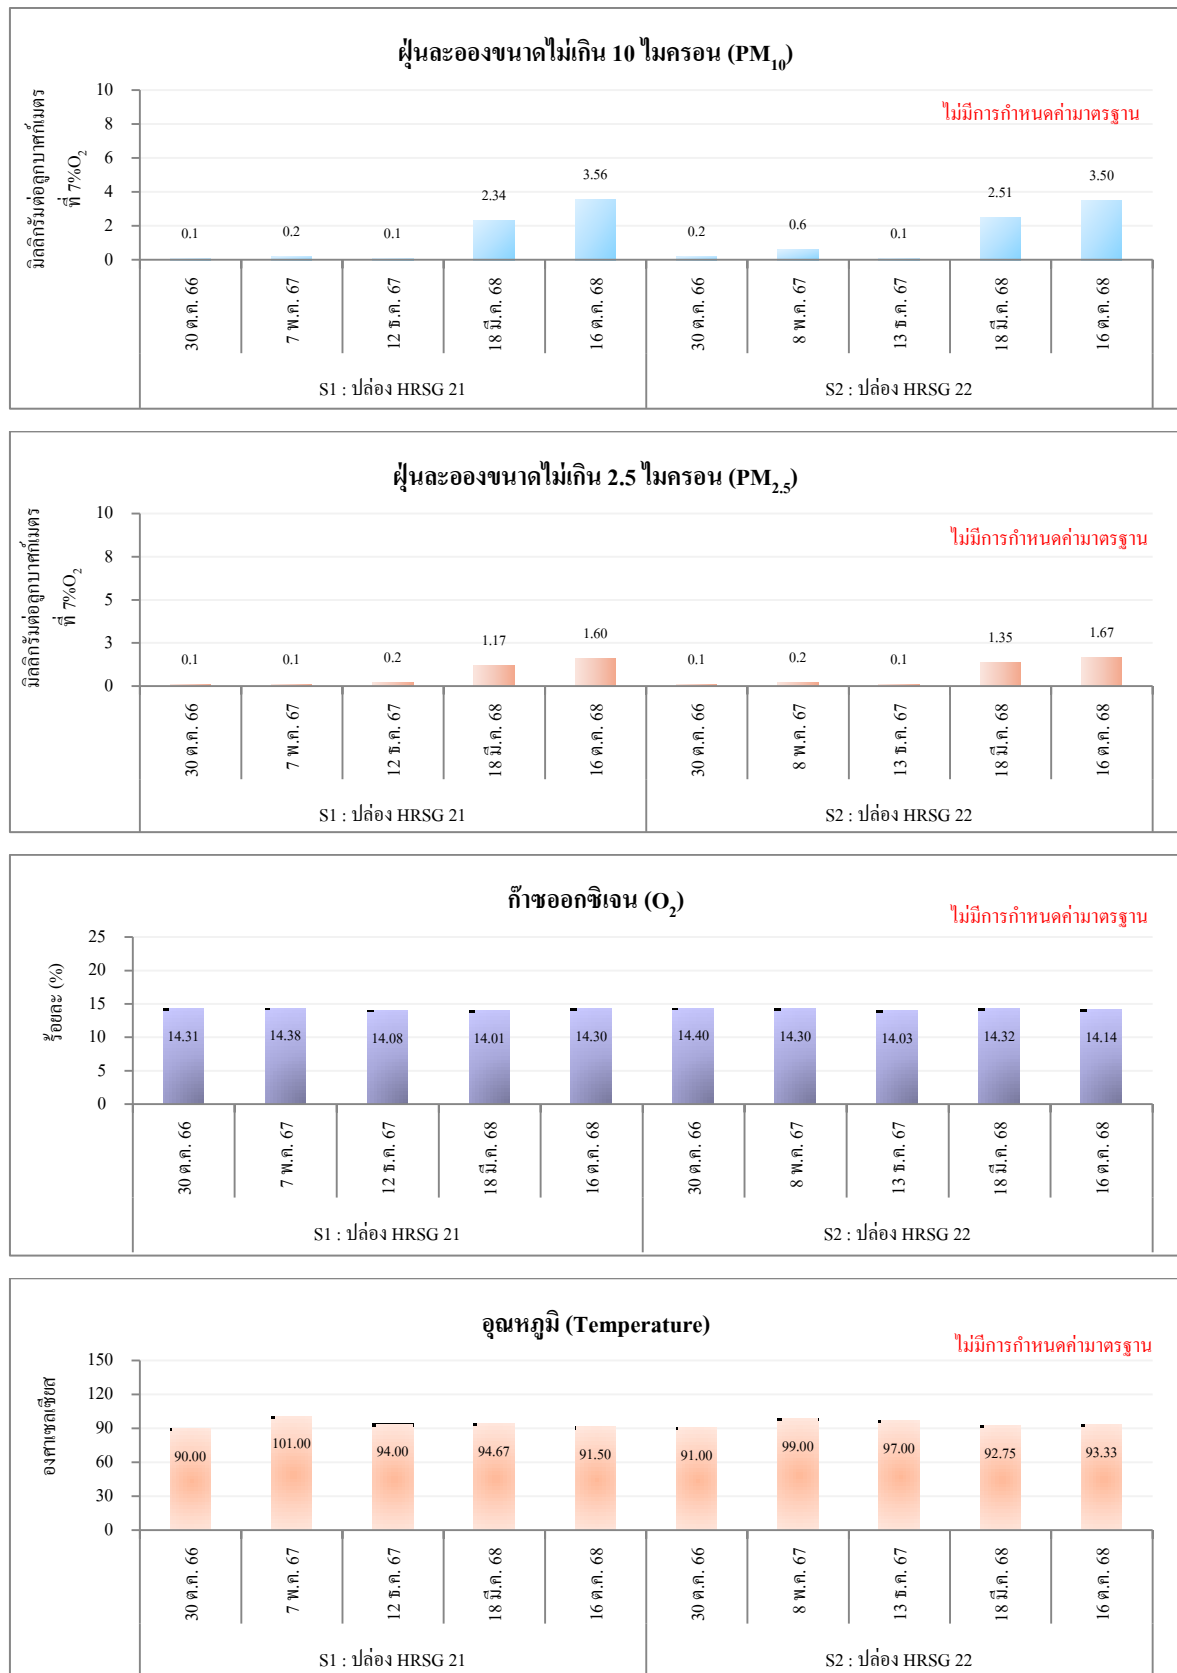 ฝุ่นละอองขนาดไม่เกิน 10 ไมครอน (PM10)
ไม่มีการกำหนดค่ามาตรฐาน
มิลลิกรัมต่อลูกบาศก์เมตร
ที่ 7%O2
10
8
6
4
2
0
0.1 0.2 0.1 2.34 3.56 0.2 0.6 0.1 2.51 3.50
30 ต.ค. 66 7 พ.ค. 67 12 ธ.ค. 67 18 มี.ค. 68 16 ต.ค. 68 30 ต.ค. 66 8 พ.ค. 67 13 ธ.ค. 67 18 มี.ค. 68 16 ต.ค. 68
S1 : ปล่อง HRSG 21 S2 : ปล่อง HRSG 22
ฝุ่นละอองขนาดไม่เกิน 2.5 ไมครอน (PM2.5)
ไม่มีการกำหนดค่ามาตรฐาน
มิลลิกรัมต่อลูกบาศก์เมตร
ที่ 7%O2
10
8
5
3
0
0.1 0.1 0.2 1.17 1.60 0.1 0.2 0.1 1.35 1.67
30 ต.ค. 66 7 พ.ค. 67 12 ธ.ค. 67 18 มี.ค. 68 16 ต.ค. 68 30 ต.ค. 66 8 พ.ค. 67 13 ธ.ค. 67 18 มี.ค. 68 16 ต.ค. 68
S1 : ปล่อง HRSG 21 S2 : ปล่อง HRSG 22
ก๊าซออกซิเจน (O2)
ไม่มีการกำหนดค่ามาตรฐาน
ร้อยละ (%)
25
20
15
10
5
0
14.31 14.38 14.08 14.01 14.30 14.40 14.30 14.03 14.32 14.14
30 ต.ค. 66 7 พ.ค. 67 12 ธ.ค. 67 18 มี.ค. 68 16 ต.ค. 68 30 ต.ค. 66 8 พ.ค. 67 13 ธ.ค. 67 18 มี.ค. 68 16 ต.ค. 68
S1 : ปล่อง HRSG 21 S2 : ปล่อง HRSG 22
อุณหภูมิ (Temperature)
ไม่มีการกำหนดค่ามาตรฐาน
องศาเซลเซียส
150
120
90
60
30
0
90.00 101.00 94.00 94.67 91.50 91.00 99.00 97.00 92.75 93.33
30 ต.ค. 66 7 พ.ค. 67 12 ธ.ค. 67 18 มี.ค. 68 16 ต.ค. 68 30 ต.ค. 66 8 พ.ค. 67 13 ธ.ค. 67 18 มี.ค. 68 16 ต.ค. 68
S1 : ปล่อง HRSG 21 S2 : ปล่อง HRSG 22